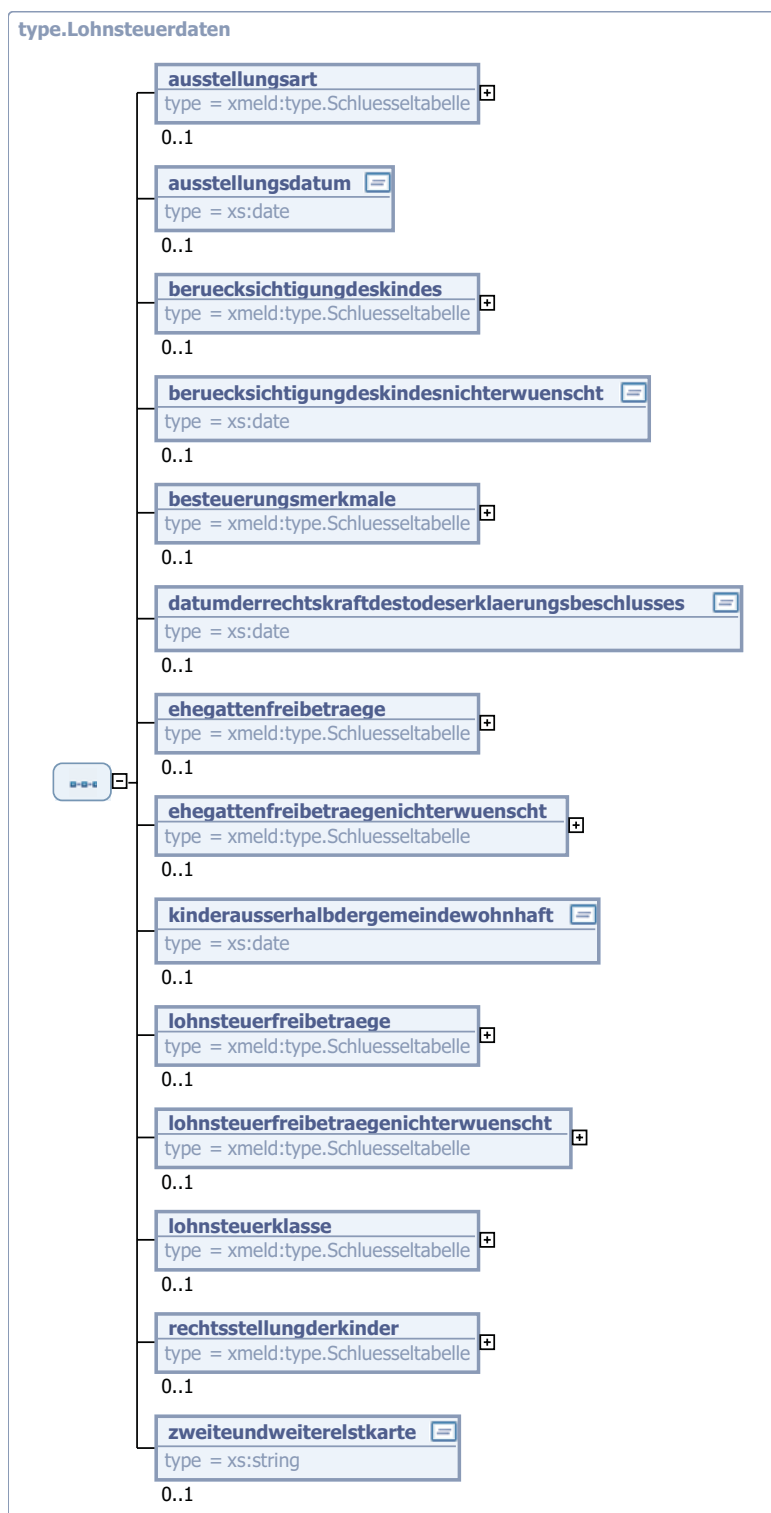 type.Lohnsteuerdaten
ausstellungsart
type = xmeld:type.Schluesseltabelle
0..1
ausstellungsdatum
type = xs:date
0..1
beruecksichtigungdeskindes
type = xmeld:type.Schluesseltabelle
0..1
beruecksichtigungdeskindesnichterwuenscht
type = xs:date
0..1
besteuerungsmerkmale
type = xmeld:type.Schluesseltabelle
0..1
datumderrechtskraftdestodeserklaerungsbeschlusses
type = xs:date
0..1
ehegattenfreibetraege
type = xmeld:type.Schluesseltabelle
0..1
ehegattenfreibetraegenichterwuenscht
type = xmeld:type.Schluesseltabelle
0..1
kinderausserhalbdergemeindewohnhaft
type = xs:date
0..1
lohnsteuerfreibetraege
type = xmeld:type.Schluesseltabelle
0..1
lohnsteuerfreibetraegenichterwuenscht
type = xmeld:type.Schluesseltabelle
0..1
lohnsteuerklasse
type = xmeld:type.Schluesseltabelle
0..1
rechtsstellungderkinder
type = xmeld:type.Schluesseltabelle
0..1
zweiteundweiterelstkarte
type = xs:string
0..1